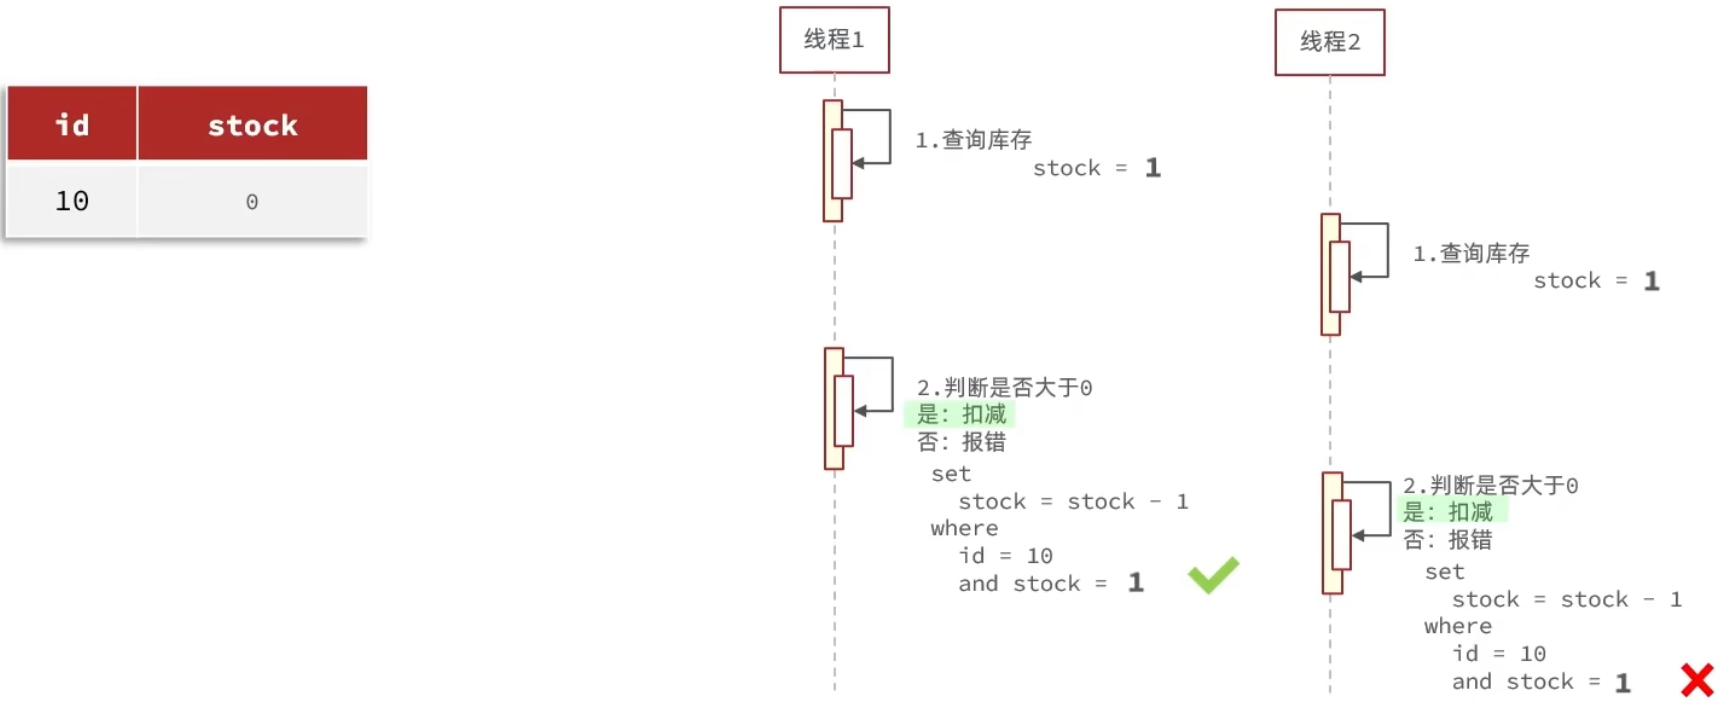 id stock
10 0
线程1
1.查询库存
stock = 1
2.判断是否大于0
是：扣减
否：报错
set
stock = stock - 1
where
id = 10
and stock = 1
线程2
1.查询库存
stock = 1
2.判断是否大于0
是：扣减
否：报错
set
stock = stock - 1
where
id = 10
and stock = 1